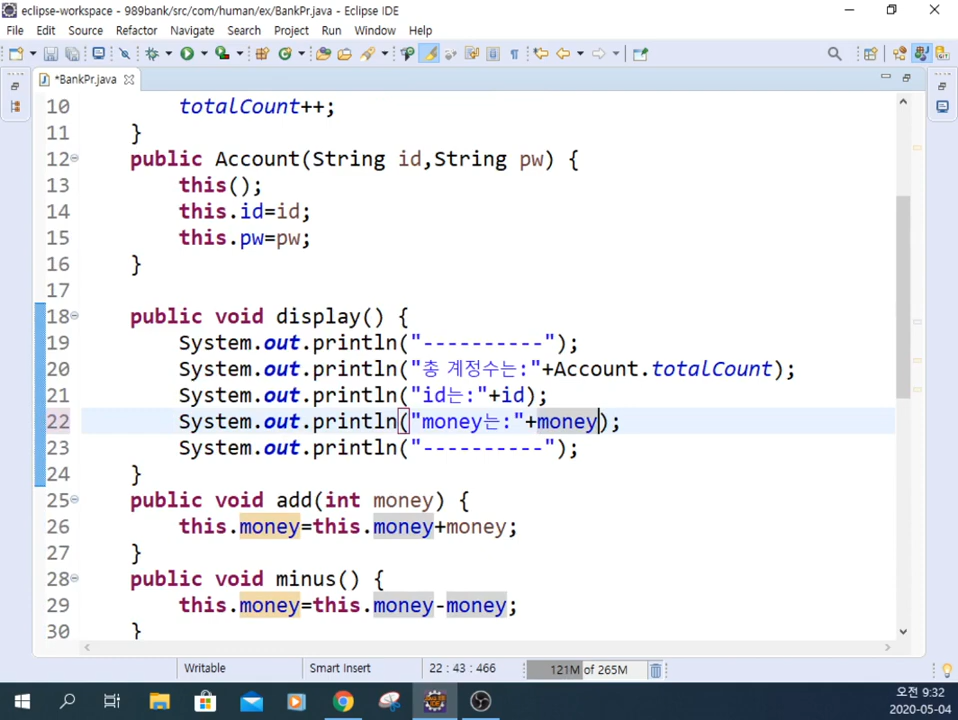 eclipse-workspace - 989bank/src/com/human/ex/BankPr.java - Eclipse IDE
File Edit Source Refactor Navigate Search Project Run Window Help
*BankPr.java
10 totalCount++;
11 }
12 public Account(String id,String pw) {
13 this();
14 this.id=id;
15 this.pw=pw;
16 }
17
18 public void display() {
19 System.out.println("----------");
20 System.out.println("총 계정수는:"+Account.totalCount);
21 System.out.println("id는:"+id);
22 System.out.println("money는:"+money);
23 System.out.println("----------");
24 }
25 public void add(int money) {
26 this.money=this.money+money;
27 }
28 public void minus() {
29 this.money=this.money-money;
30 }
Writable Smart Insert 22 : 43 : 466 121M of 265M
오전 9:32
2020-05-04